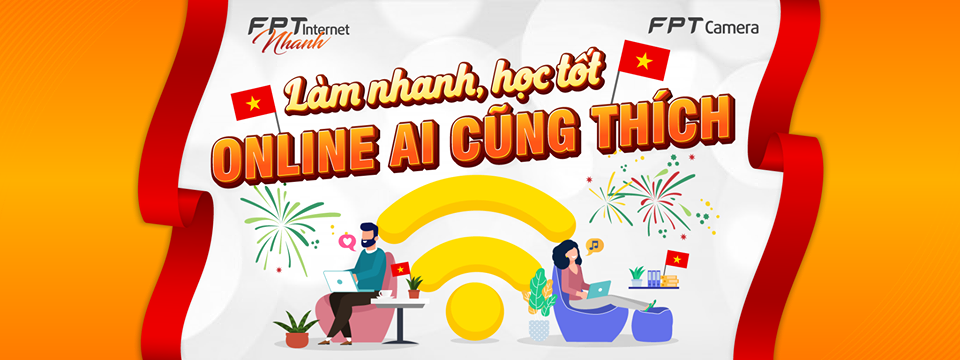 FPT Internet
Nhanh
FPT Camera
Làm nhanh, học tốt
ONLINE AI CŨNG THÍCH